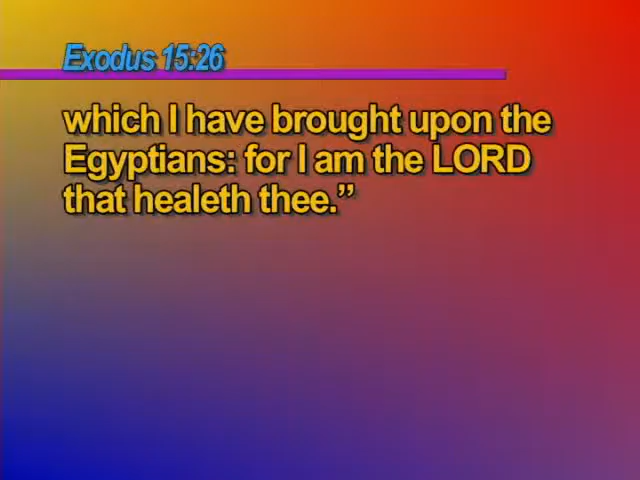 Exodus 15:26
which I have brought upon the
Egyptians: for I am the LORD
that healeth thee.”